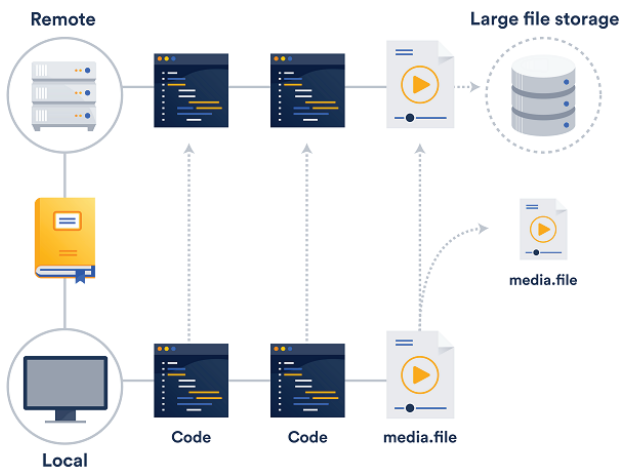 Remote
Large file storage
media.file
Code
Code
media.file
Local